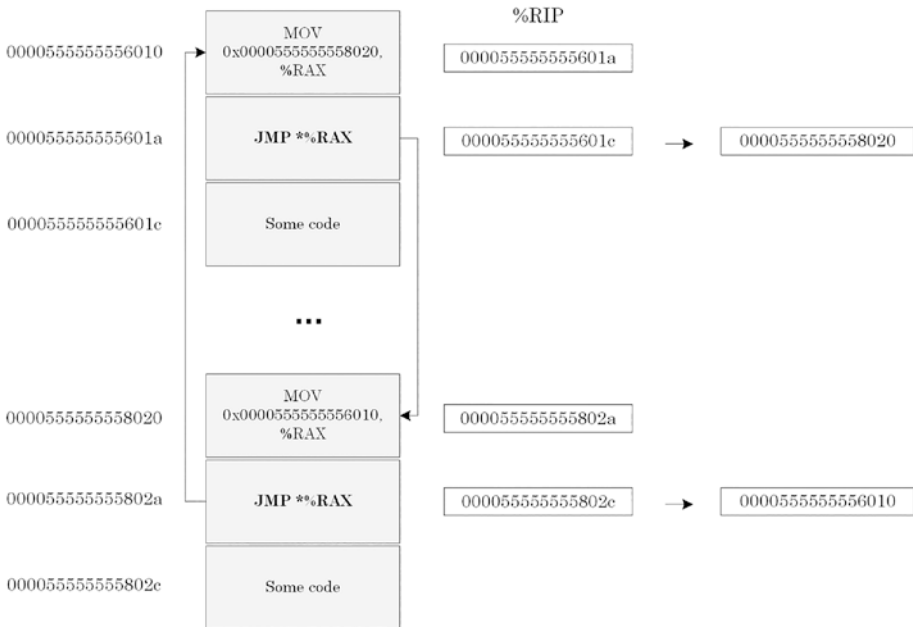 %RIP
0000555555556010
MOV
0x0000555555558020,
%RAX
000055555555601a
000055555555601a
JMP *%RAX
000055555555601c
0000555555558020
000055555555601c
Some code
...
0000555555558020
MOV
0x0000555555556010,
%RAX
000055555555802a
000055555555802a
JMP *%RAX
000055555555802c
0000555555556010
000055555555802c
Some code